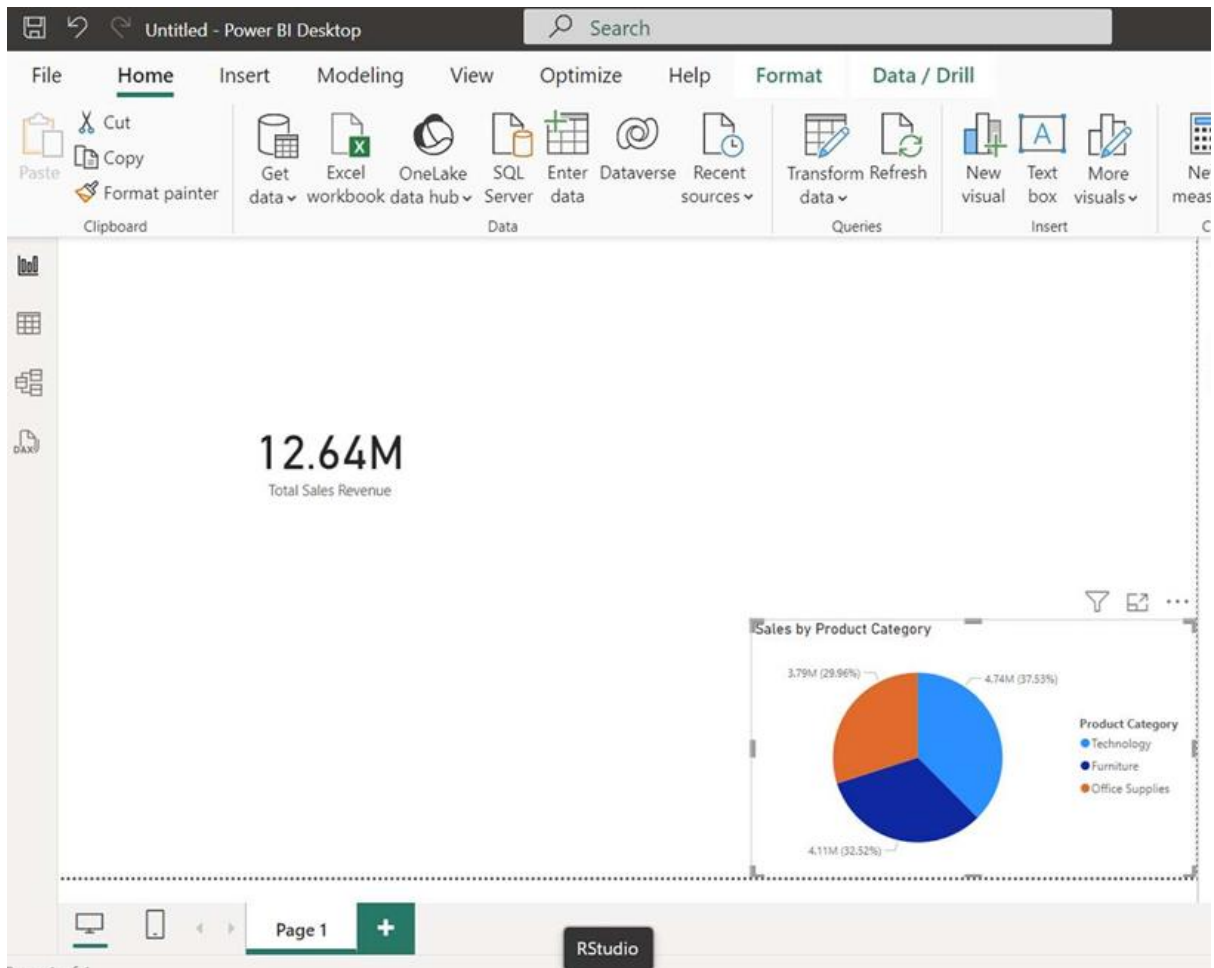 Untitled - Power BI Desktop
Search
File Home Insert Modeling View Optimize Help Format Data / Drill
Paste
Cut
Copy
Format painter
Clipboard
Get data
Excel workbook
OneLake data hub
SQL Server
Enter data
Dataverse
Recent sources
Data
Transform data
Refresh
Queries
New visual
Text box
A
More visuals
Insert
DAX
12.64M
Total Sales Revenue
Sales by Product Category
3.79M (29.96%)
4.74M (37.53%)
4.11M (32.52%)
Product Category
Technology
Furniture
Office Supplies
Page 1
RStudio